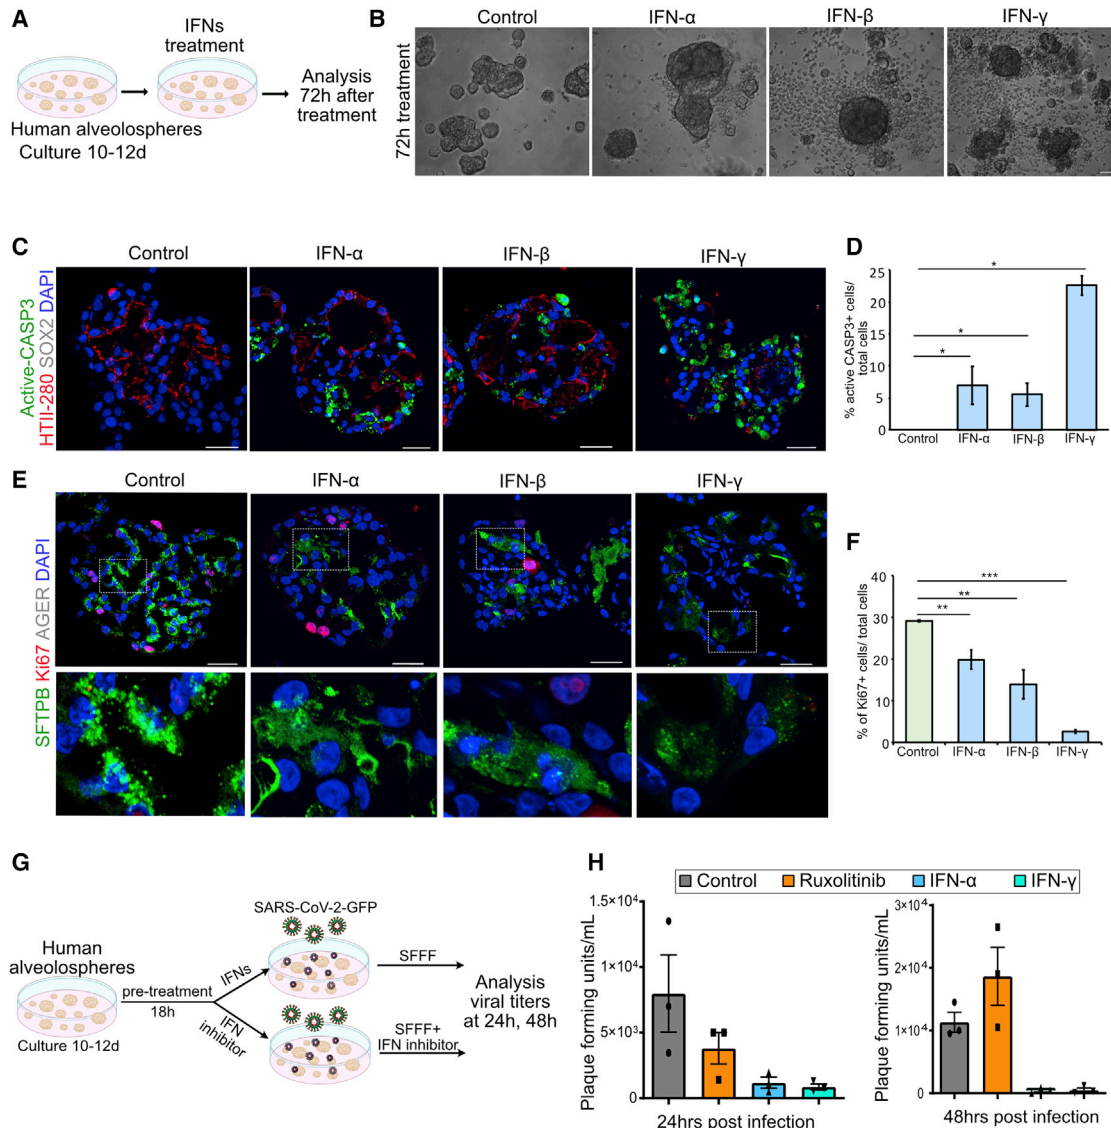 A
IFNs
treatment
Analysis
72h after
treatment
Human alveolospheres
Culture 10-12d
B
Control
IFN-α
IFN-β
IFN-γ
72h treatment
C
Control
IFN-α
IFN-β
IFN-γ
Active-CASP3
HTII-280 SOX2 DAPI
D
% active CASP3+ cells/
total cells
25
20
15
10
5
0
*
*
*
Control
IFN-α
IFN-β
IFN-γ
E
Control
IFN-α
IFN-β
IFN-γ
SFTPB Ki67 AGER DAPI
F
% of Ki67+ cells/ total cells
40
30
20
10
0
***
**
**
Control
IFN-α
IFN-β
IFN-γ
G
SARS-CoV-2-GFP
Human
alveolospheres
Culture 10-12d
pre-treatment
18h
IFNs
IFN
inhibitor
SFFF
SFFF+
IFN inhibitor
Analysis
viral titers
at 24h, 48h
H
Control
Ruxolitinib
IFN-α
IFN-γ
Plaque forming units/mL
1.5×10⁴
1×10⁴
5×10³
0
24hrs post infection
Plaque forming units/mL
3×10⁴
2×10⁴
1×10⁴
0
48hrs post infection